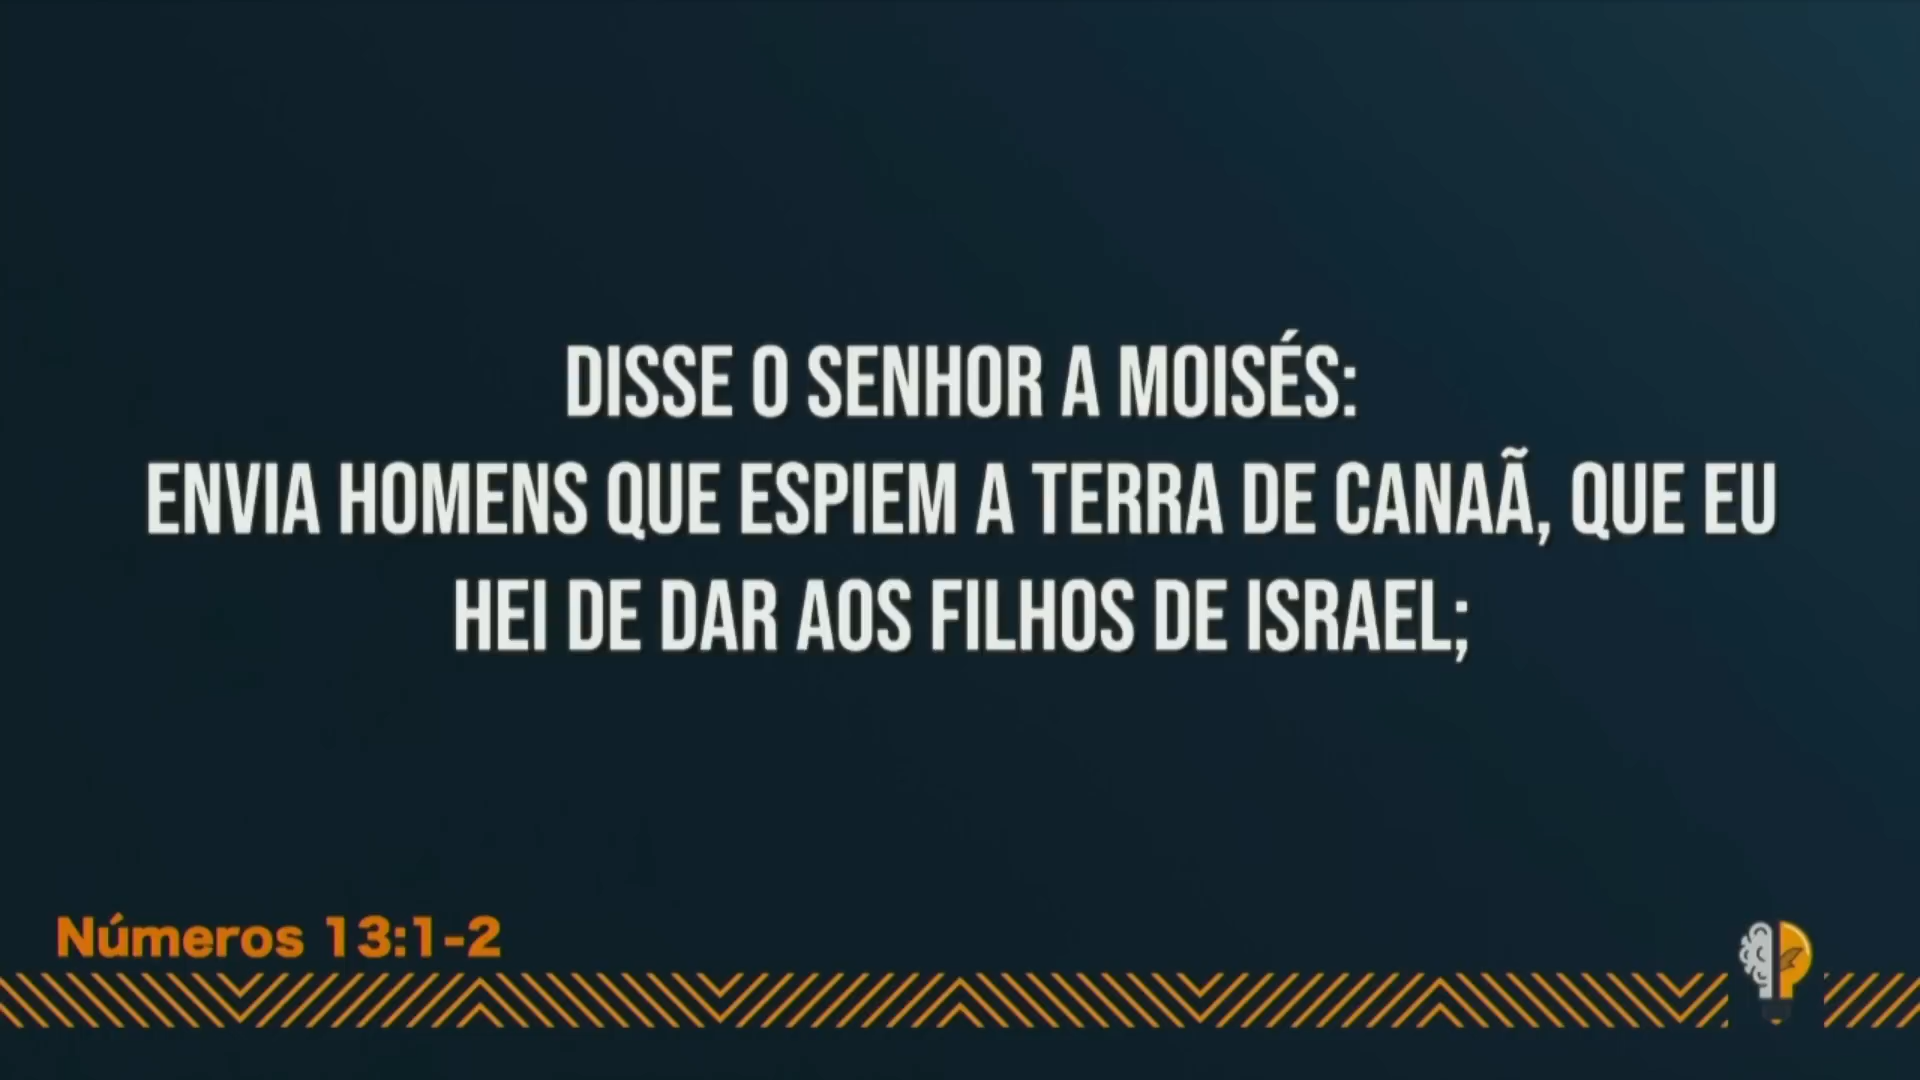 DISSE O SENHOR A MOISÉS:
ENVIA HOMENS QUE ESPIEM A TERRA DE CANAÃ, QUE EU
HEI DE DAR AOS FILHOS DE ISRAEL;
Números 13:1-2